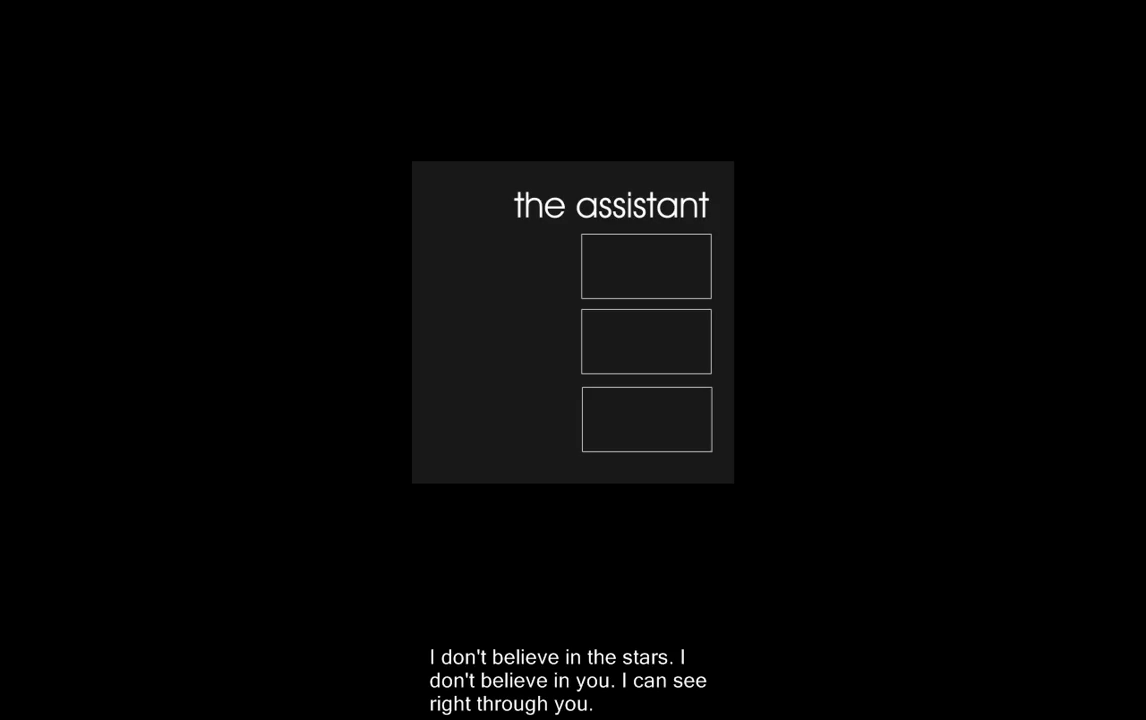 the assistant
I don't believe in the stars. I
don't believe in you. I can see
right through you.